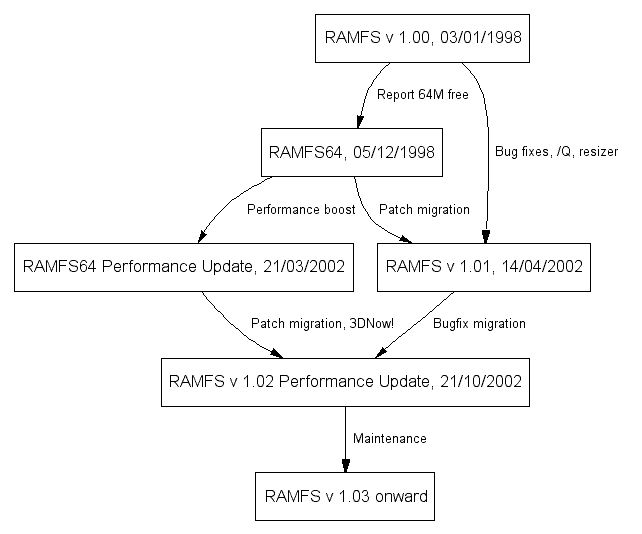 RAMFS v 1.00, 03/01/1998
Report 64M free
RAMFS64, 05/12/1998
Bug fixes, /Q, resizer
Performance boost
Patch migration
RAMFS64 Performance Update, 21/03/2002
RAMFS v 1.01, 14/04/2002
Patch migration, 3DNow!
Bugfix migration
RAMFS v 1.02 Performance Update, 21/10/2002
Maintenance
RAMFS v 1.03 onward